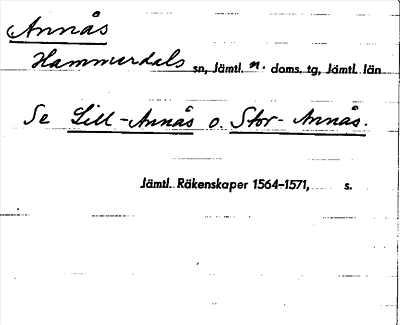 Annås
Hammerdals sn, Jämtl. n. doms. tg, Jämtl. län
Se Lill-Annås o. Stor-Annås.
Jämtl. Räkenskaper 1564-1571, s.